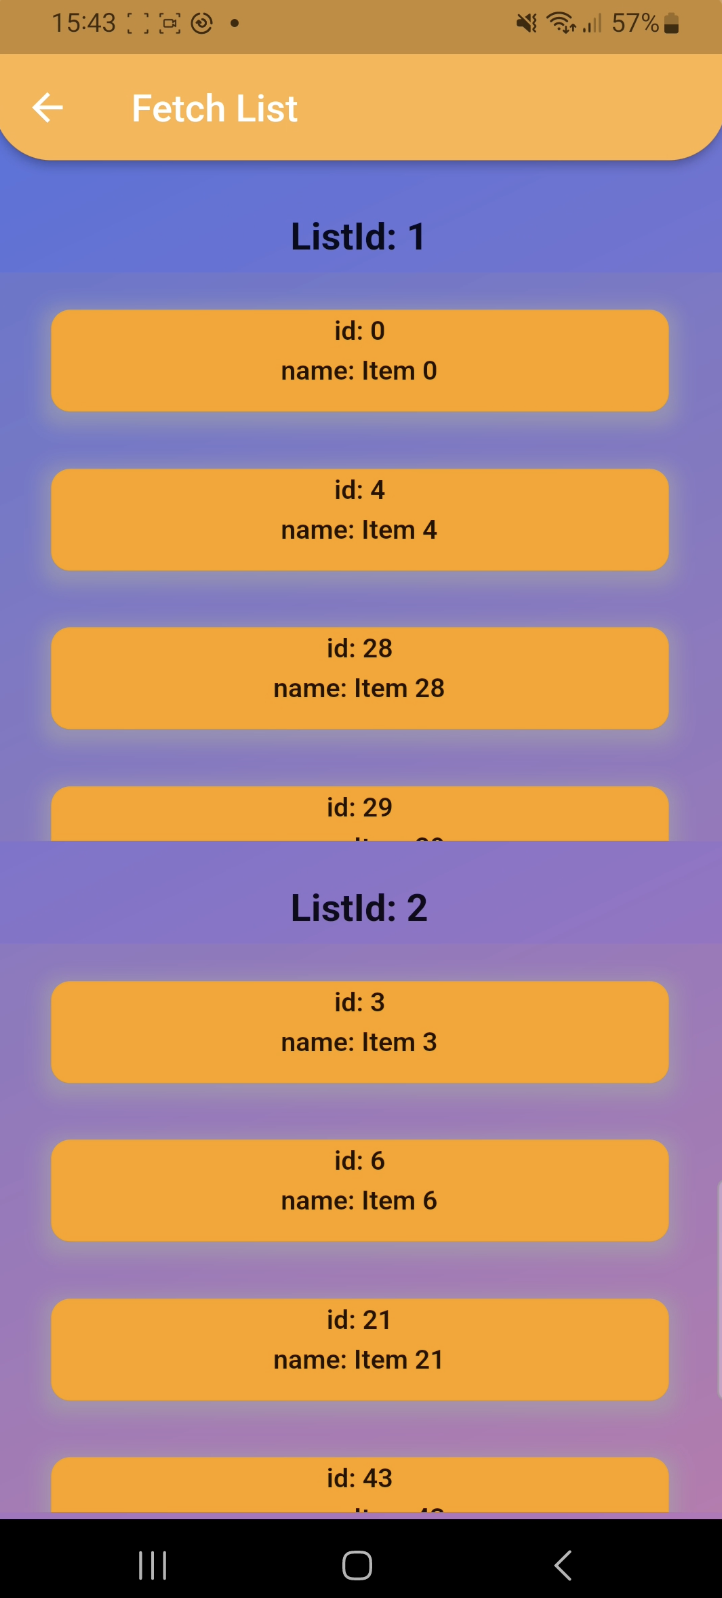 15:43 57%
Fetch List
ListId: 1
id: 0
name: Item 0
id: 4
name: Item 4
id: 28
name: Item 28
id: 29
ListId: 2
id: 3
name: Item 3
id: 6
name: Item 6
id: 21
name: Item 21
id: 43